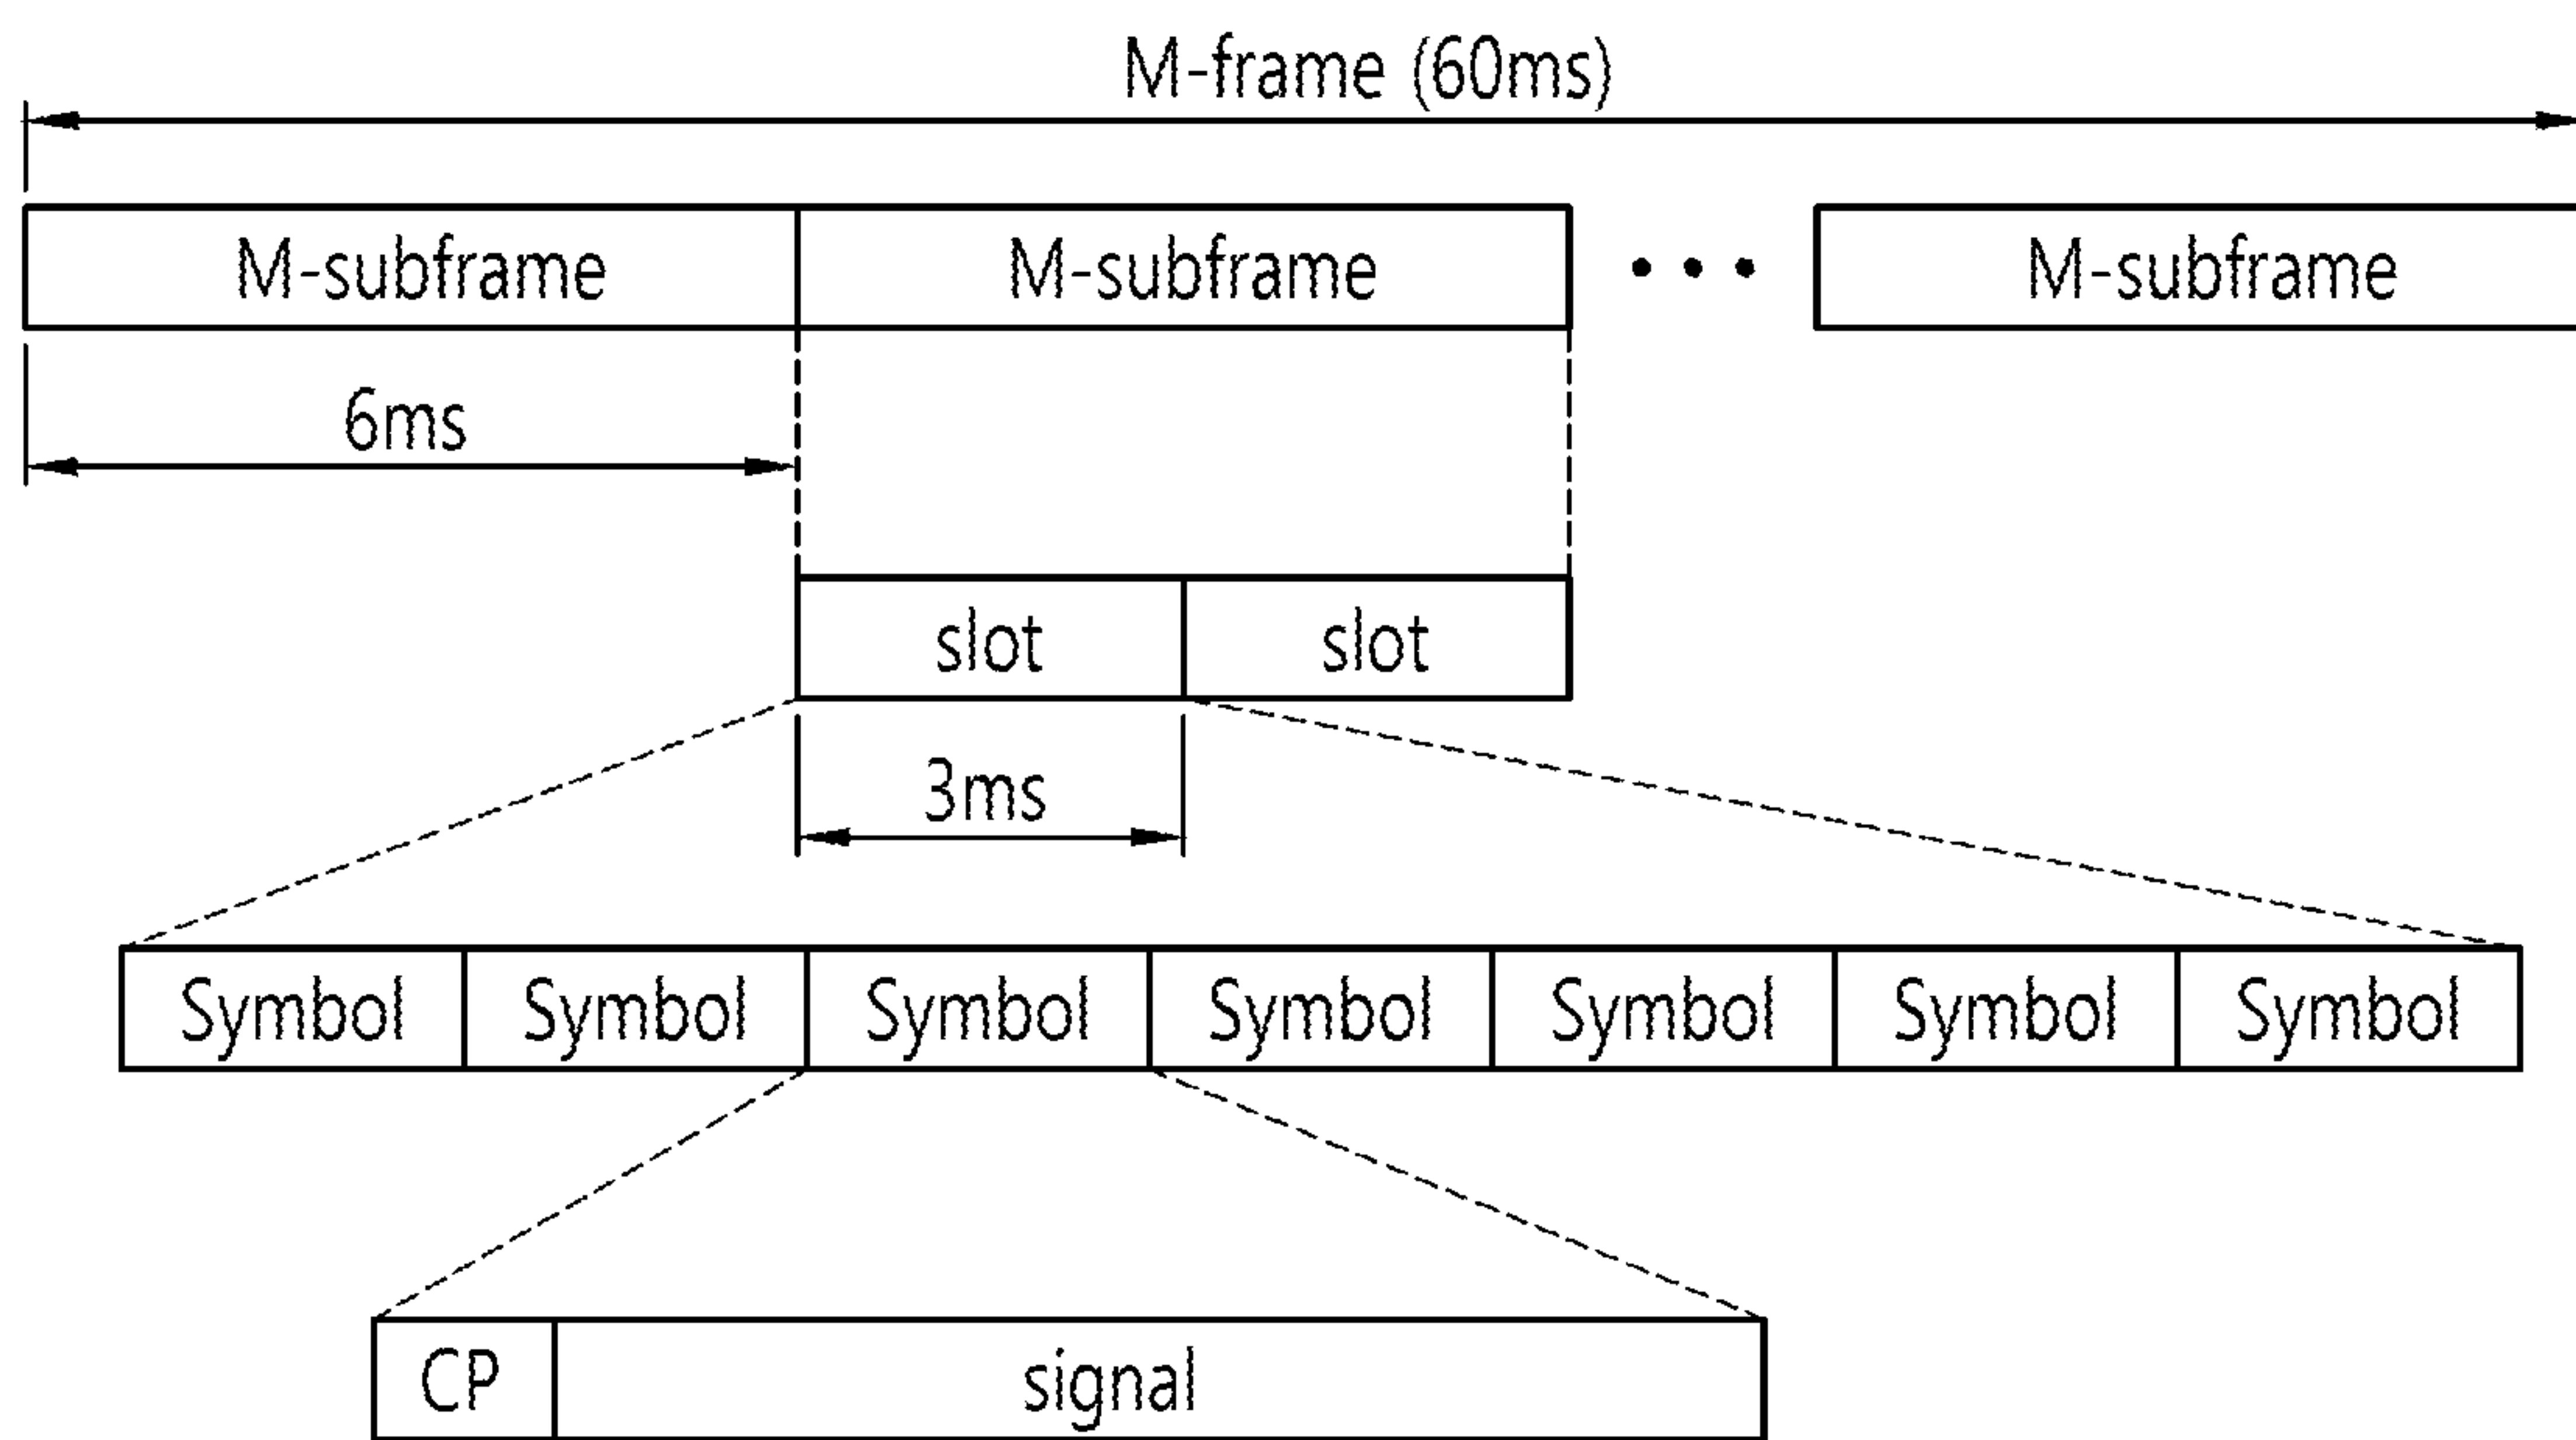 M-frame (60ms)
M-subframe M-subframe • • • M-subframe
6ms
slot slot
3ms
Symbol Symbol Symbol Symbol Symbol Symbol Symbol
CP signal